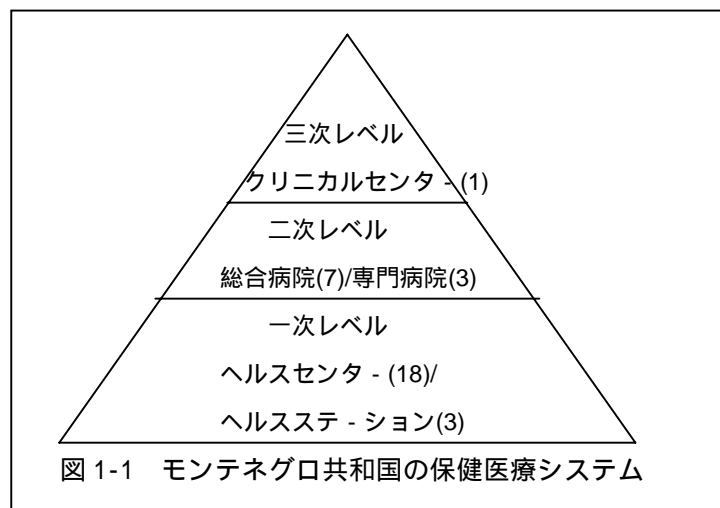 三次レベル
クリニカルセンタ - (1)
二次レベル
総合病院(7)/専門病院(3)
一次レベル
ヘルスセンタ - (18)/
ヘルスステ - ション(3)
図 1-1 モンテネグロ共和国の保健医療システム